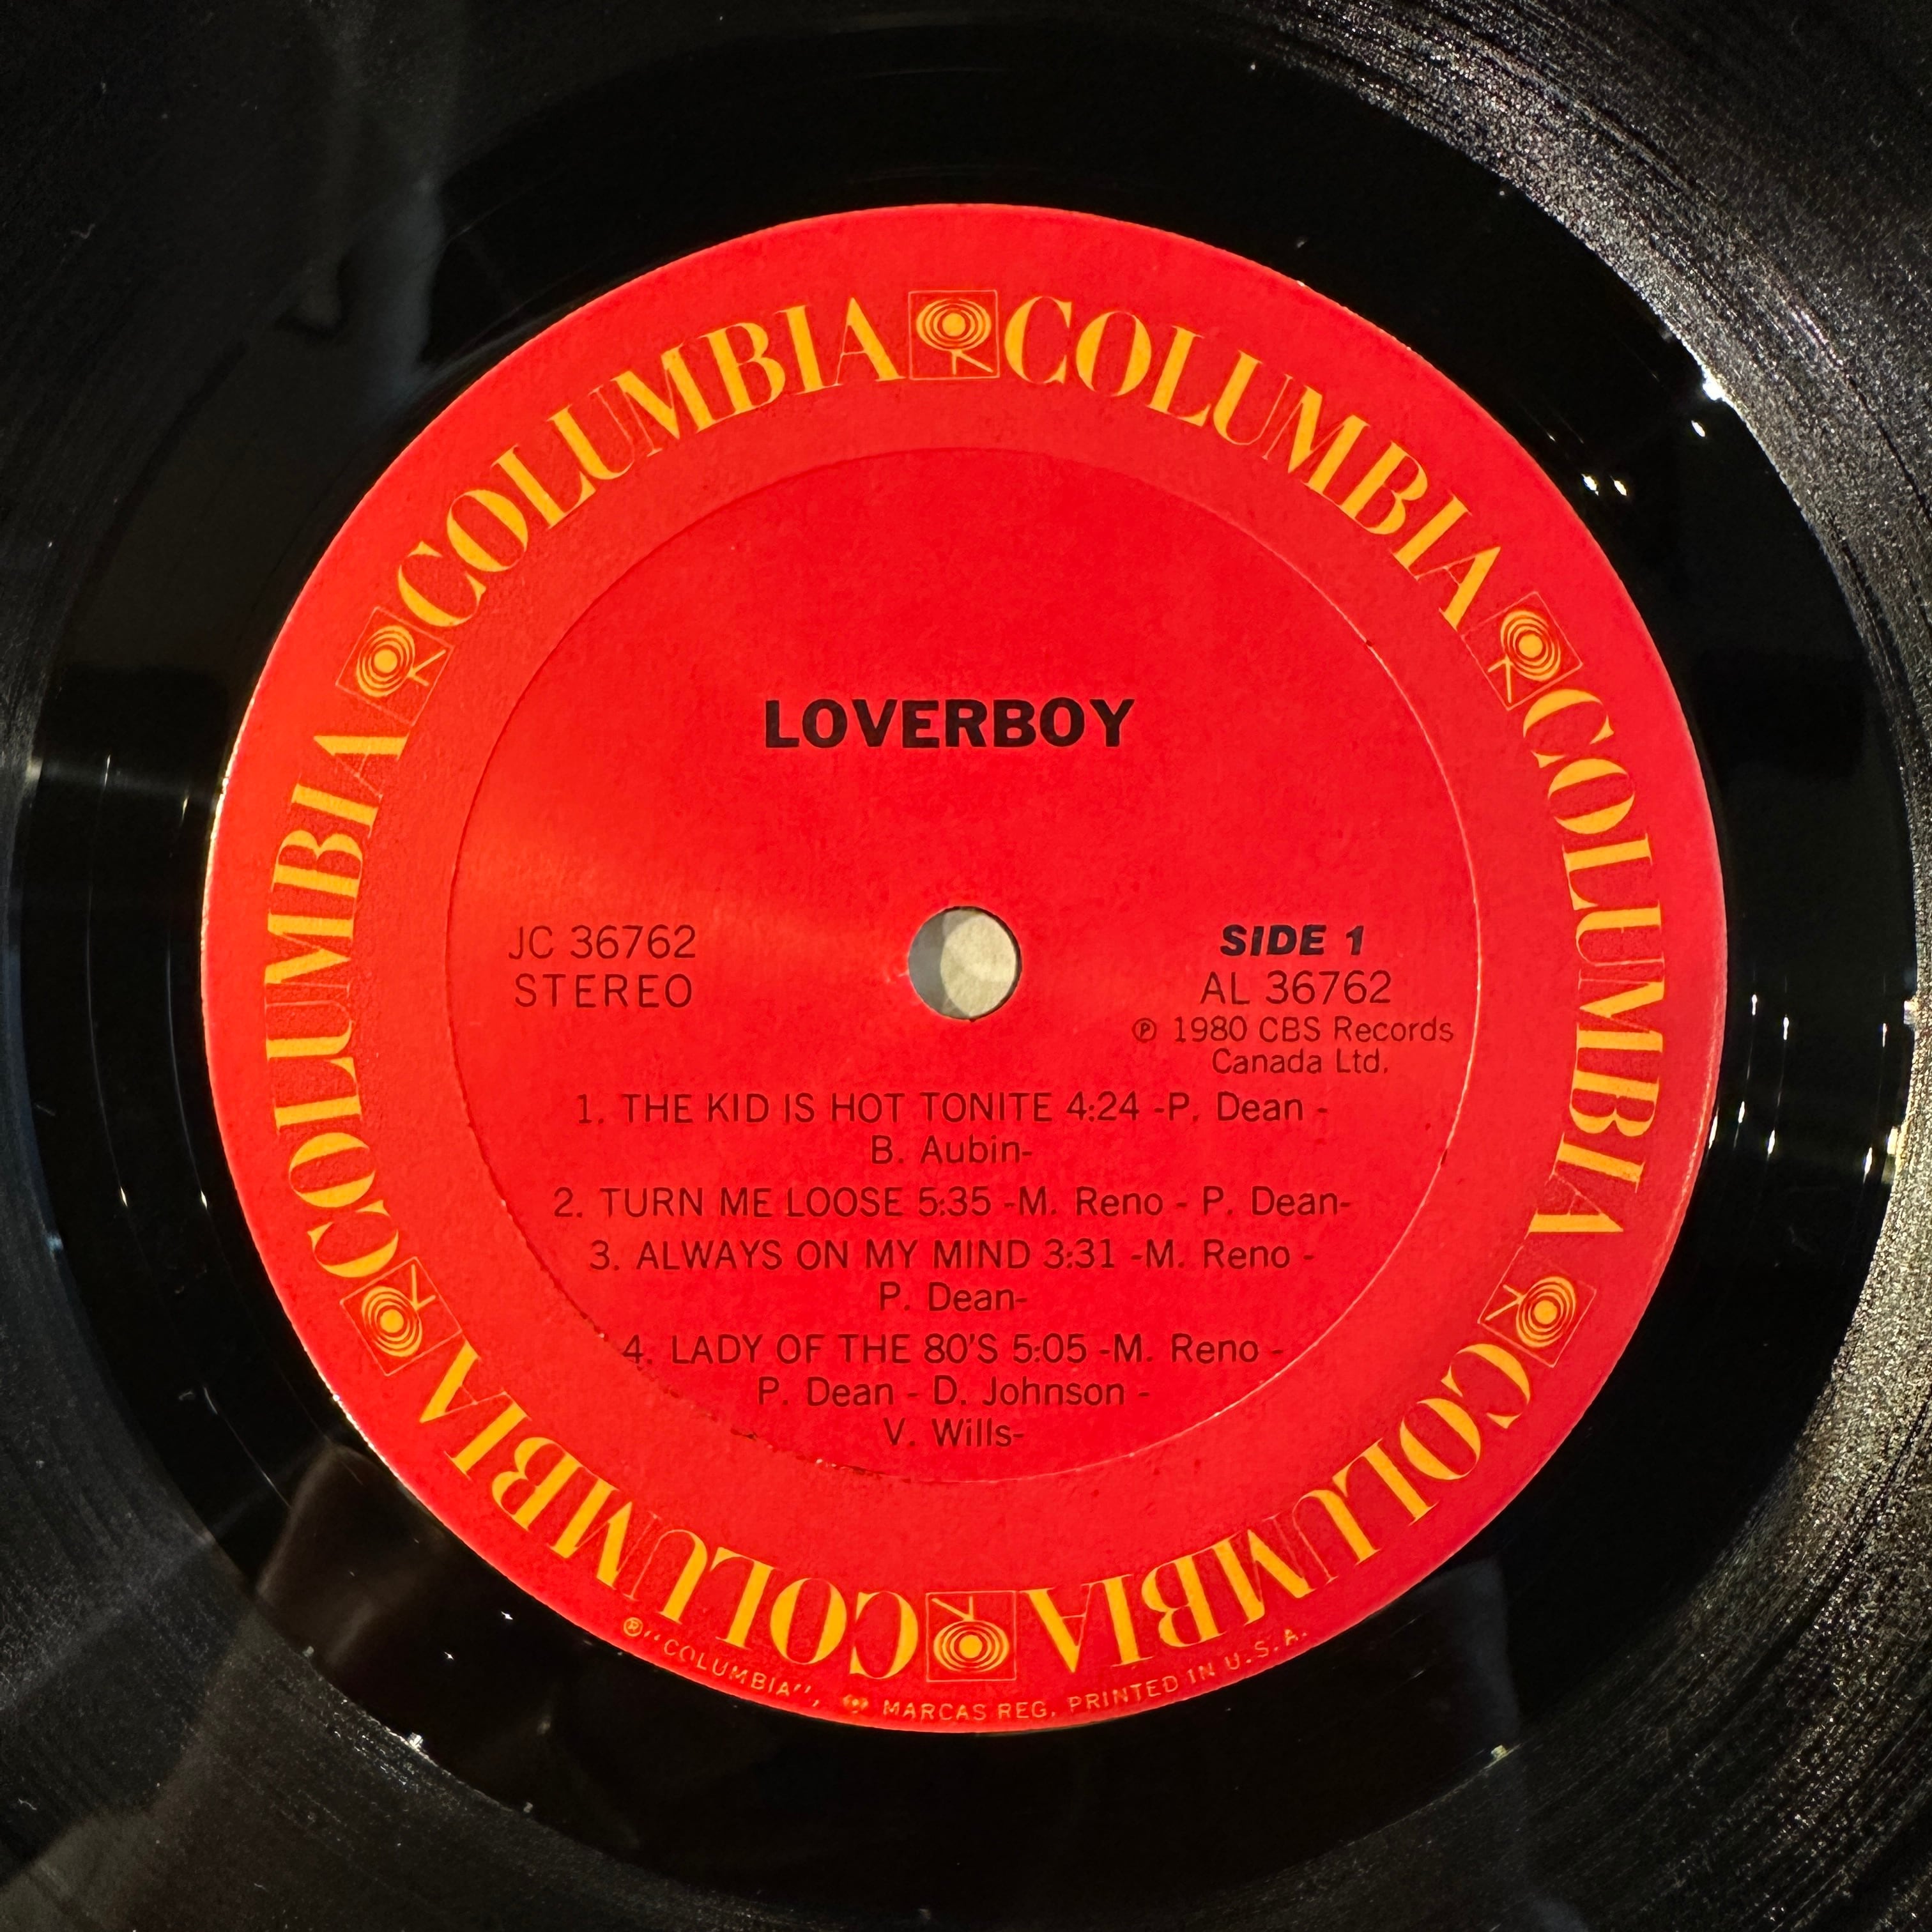 COLUMBIA COLUMBIA COLUMBIA COLUMBIA COLUMBIA COLUMBIA
LOVERBOY
JC 36762
STEREO
SIDE 1
AL 36762
℗ 1980 CBS Records
Canada Ltd.
1. THE KID IS HOT TONITE 4:24 -P. Dean -
B. Aubin-
2. TURN ME LOOSE 5:35 -M. Reno - P. Dean-
3. ALWAYS ON MY MIND 3:31 -M. Reno -
P. Dean-
4. LADY OF THE 80'S 5:05 -M. Reno -
P. Dean - D. Johnson -
V. Wills-
®"COLUMBIA", MARCAS REG. PRINTED IN U.S.A.